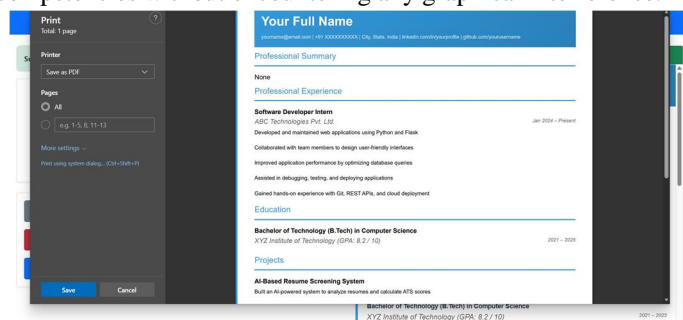 Print
?
Total: 1 page
Printer
Save as PDF
Pages
All
e.g. 1-5, 8, 11-13
More settings
Print using system dialog... (Ctrl+Shift+P)
Save
Cancel
Your Full Name
yourname@email.com | +91 XXXXXXXXXX | City, State, India | linkedin.com/in/yourprofile | github.com/yourusername
Professional Summary
None
Professional Experience
Software Developer Intern
ABC Technologies Pvt. Ltd.
Jan 2024 – Present
Developed and maintained web applications using Python and Flask
Collaborated with team members to design user-friendly interfaces
Improved application performance by optimizing database queries
Assisted in debugging, testing, and deploying applications
Gained hands-on experience with Git, REST APIs, and cloud deployment
Education
Bachelor of Technology (B.Tech) in Computer Science
XYZ Institute of Technology (GPA: 8.2 / 10)
2021 – 2025
Projects
AI-Based Resume Screening System
Built an AI-powered system to analyze resumes and calculate ATS scores
Bachelor of Technology (B.Tech) in Computer Science
XYZ Institute of Technology (GPA: 8.2 / 10)
2021 – 2025